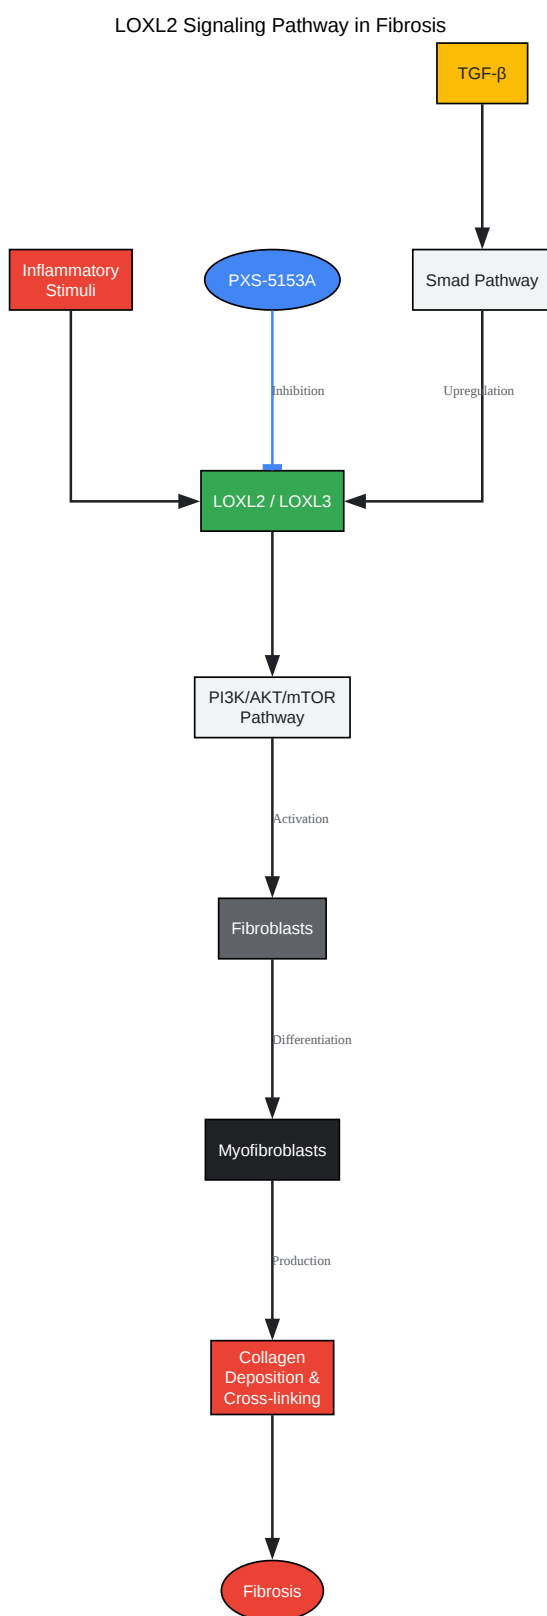 LOXL2 Signaling Pathway in Fibrosis
TGF-β
Inflammatory
Stimuli
PXS-5153A
Smad Pathway
Inhibition
Upregulation
LOXL2 / LOXL3
PI3K/AKT/mTOR
Pathway
Activation
Fibroblasts
Differentiation
Myofibroblasts
Production
Collagen
Deposition &
Cross-linking
Fibrosis